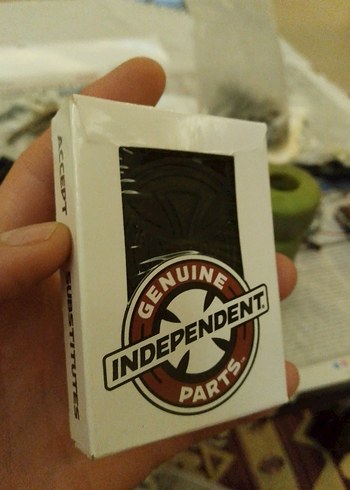 GENUINE
INDEPENDENT
PARTS
ACCEPT
SUBSTITUTES